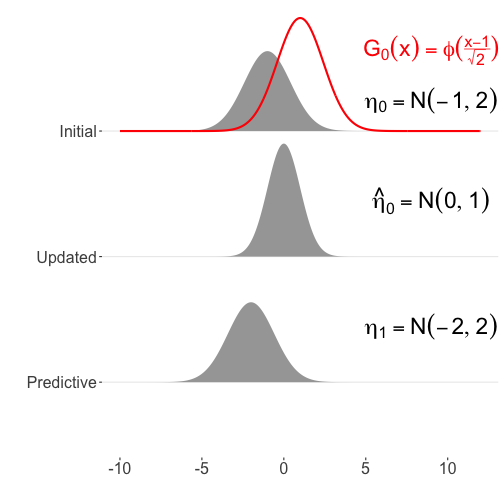 G₀(x) = ϕ((x−1)/√2)
η₀ = N(−1, 2)
Initial
η̂₀ = N(0, 1)
Updated
η₁ = N(−2, 2)
Predictive
-10 -5 0 5 10